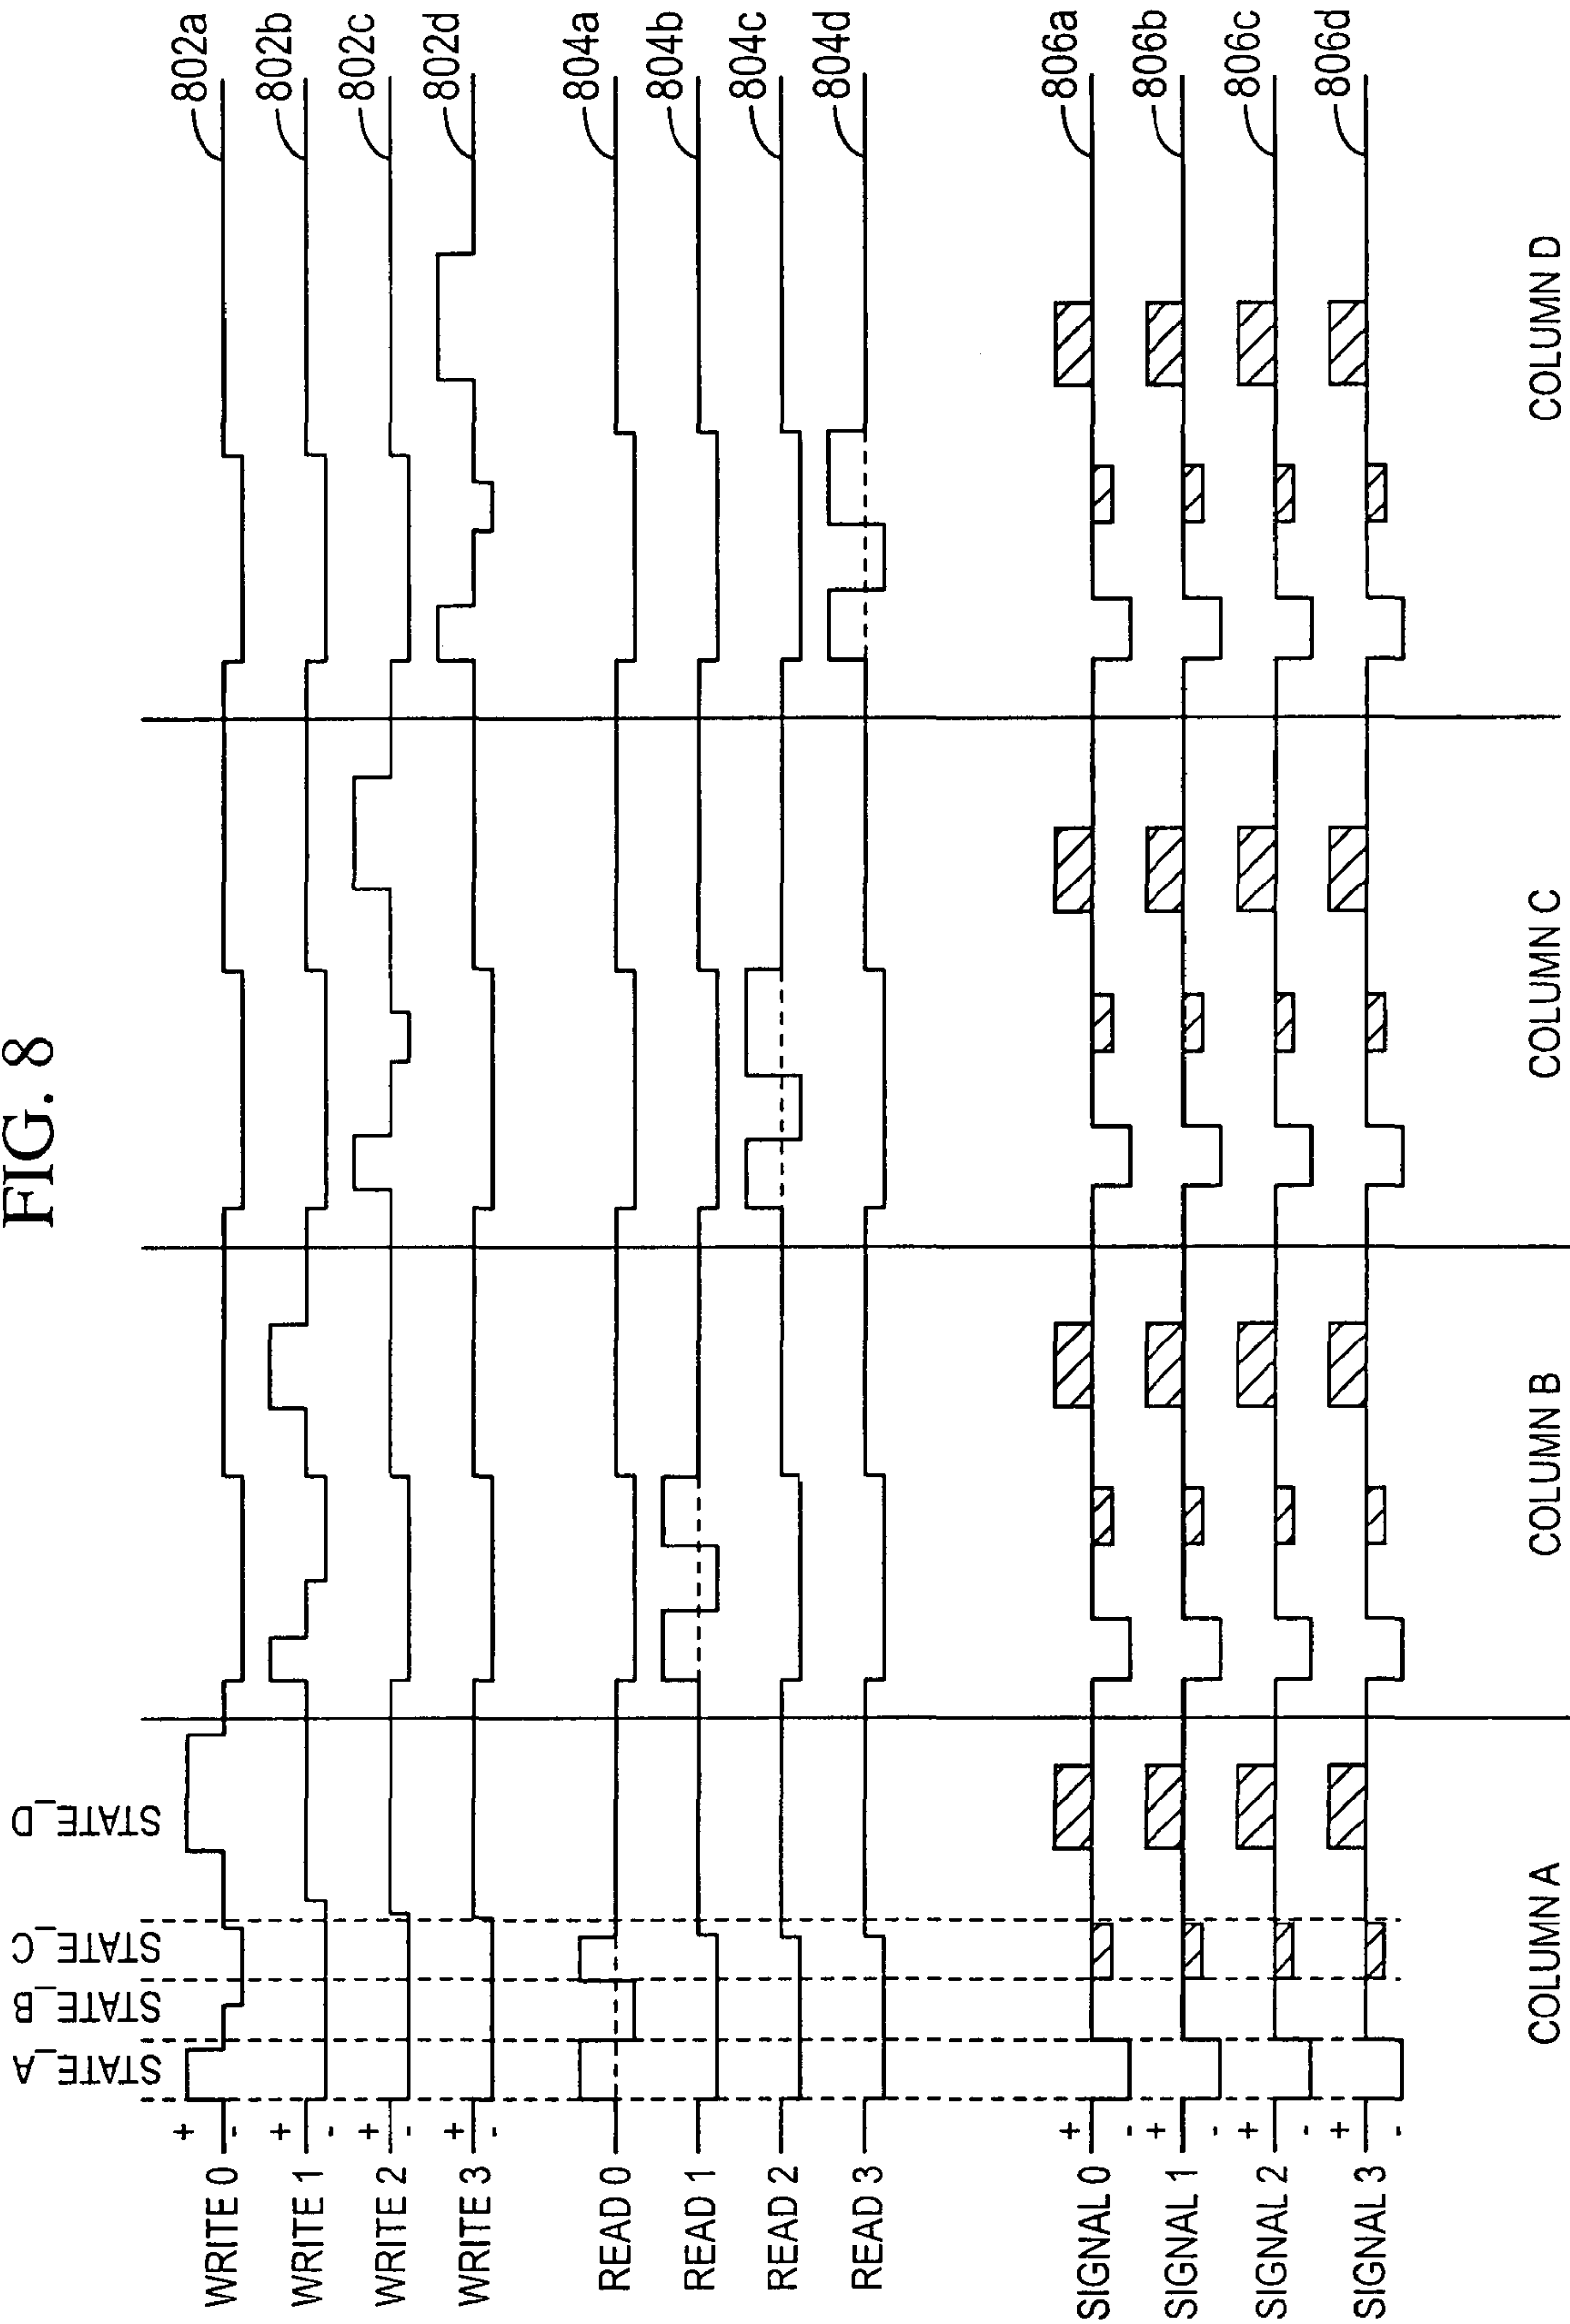 FIG. 8
STATE_A
STATE_B
STATE_C
STATE_D
WRITE 0
+
-
802a
WRITE 1
+
-
802b
WRITE 2
+
-
802c
WRITE 3
+
-
802d
READ 0
804a
READ 1
804b
READ 2
804c
READ 3
804d
SIGNAL 0
+
-
806a
SIGNAL 1
+
-
806b
SIGNAL 2
+
-
806c
SIGNAL 3
+
-
806d
COLUMN A
COLUMN B
COLUMN C
COLUMN D